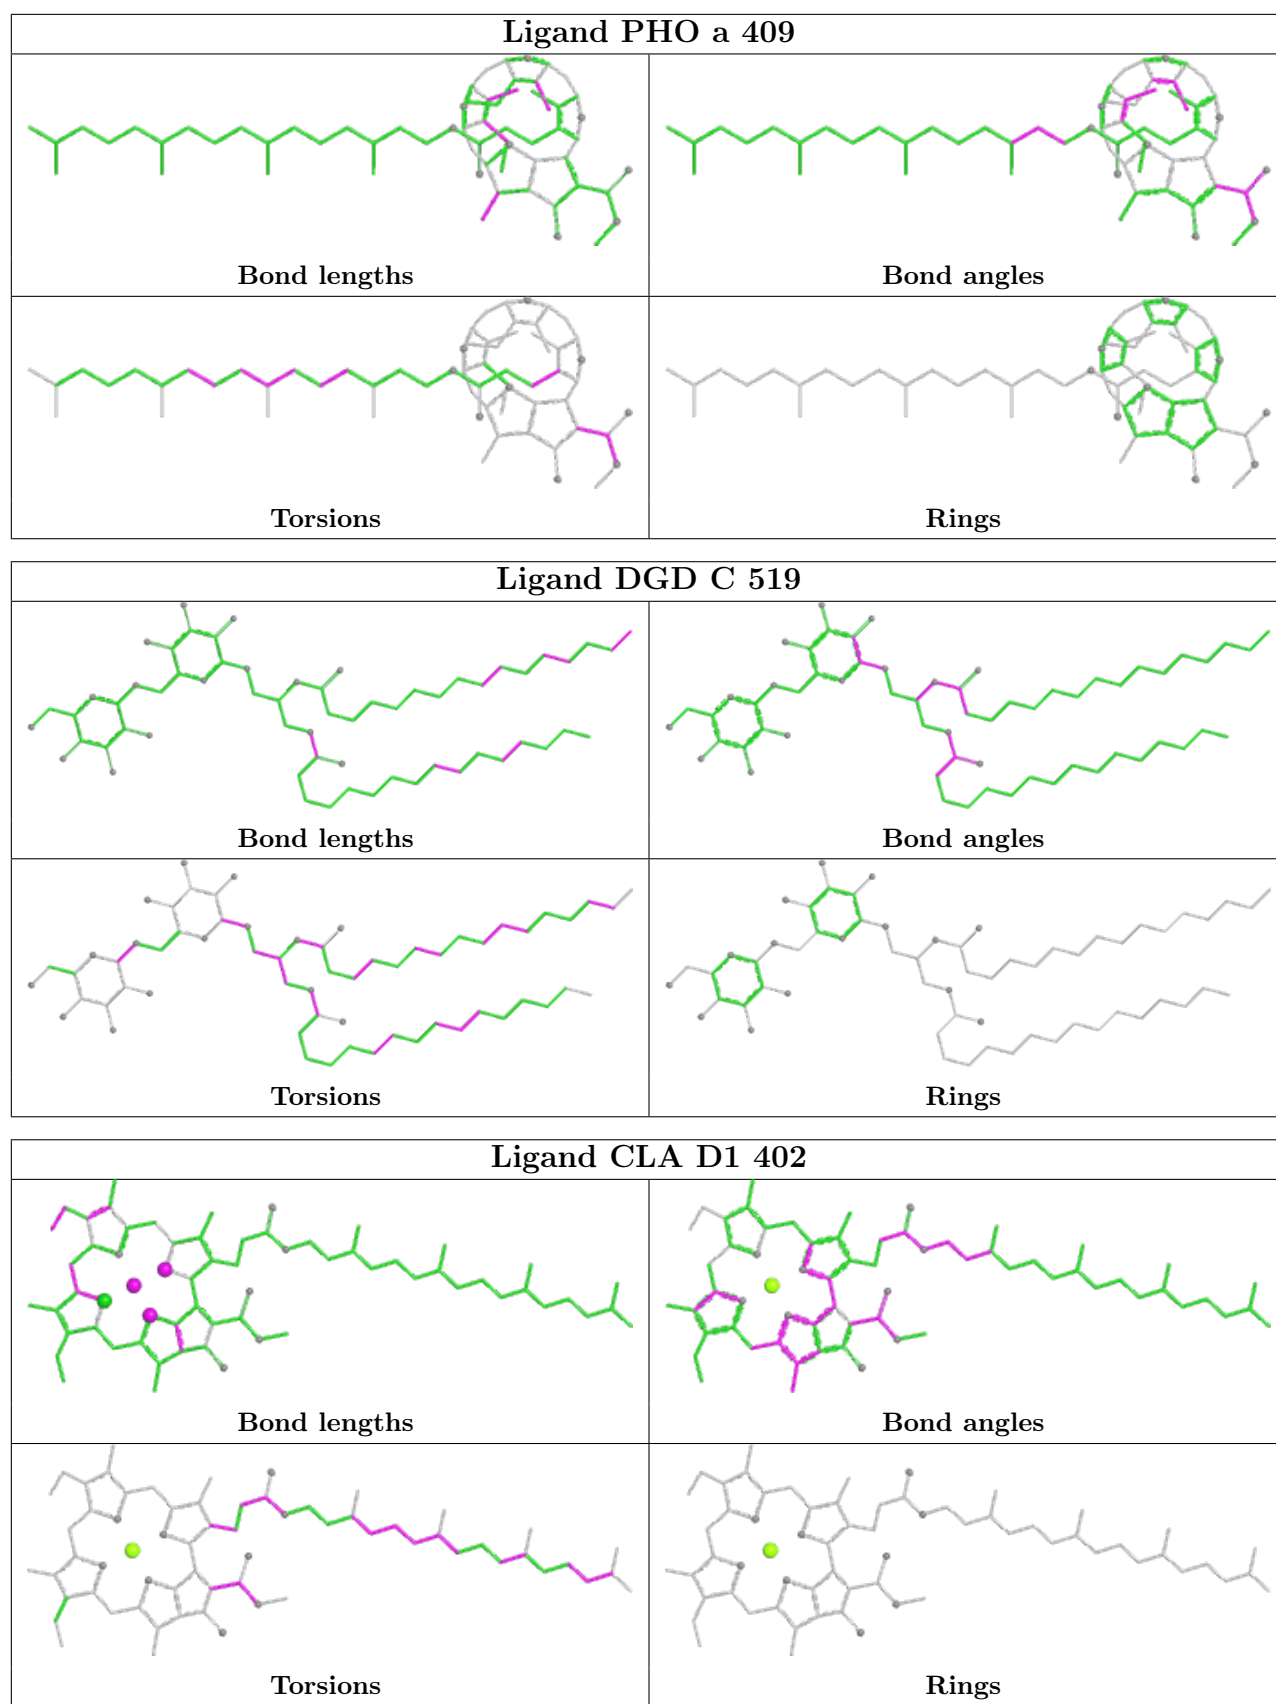 Ligand PHO a 409
Bond lengths
Bond angles
Torsions
Rings
Ligand DGD C 519
Bond lengths
Bond angles
Torsions
Rings
Ligand CLA D1 402
Bond lengths
Bond angles
Torsions
Rings